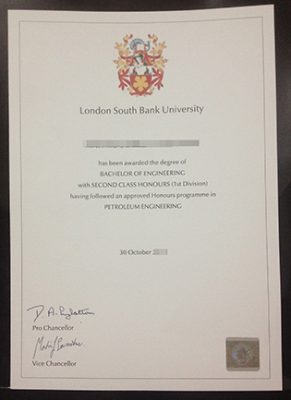 London South Bank University
has been awarded the degree of
BACHELOR OF ENGINEERING
with SECOND CLASS HONOURS (1st Division)
having followed an approved Honours programme in
PETROLEUM ENGINEERING
30 October
D. A.
Pro Chancellor
Vice Chancellor